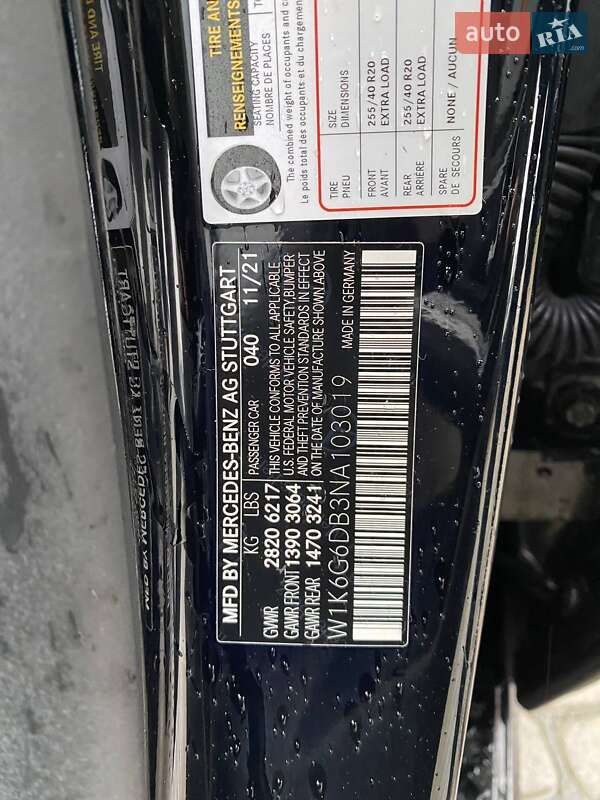 auto RIA.com
TIRE AN
RENSEIGNEMENTS
SEATING CAPACITY
NOMBRE DE PLACES
The combined weight of occupants and ca
Le poids total des occupants et du chargement
TIRE
PNEU
SIZE
DIMENSIONS
FRONT
AVANT
255/40 R20
EXTRA LOAD
REAR
ARRIÈRE
255/40 R20
EXTRA LOAD
SPARE
DE SECOURS
NONE / AUCUN
MFD BY MERCEDES-BENZ AG STUTTGART
KG LBS PASSENGER CAR 040 11/21
GVWR 2820 6217
GAWR FRONT 1390 3064
GAWR REAR 1470 3241
THIS VEHICLE CONFORMS TO ALL APPLICABLE
U.S. FEDERAL MOTOR VEHICLE SAFETY, BUMPER
AND THEFT PREVENTION STANDARDS IN EFFECT
ON THE DATE OF MANUFACTURE SHOWN ABOVE
MADE IN GERMANY
W1K6G6DB3NA103019